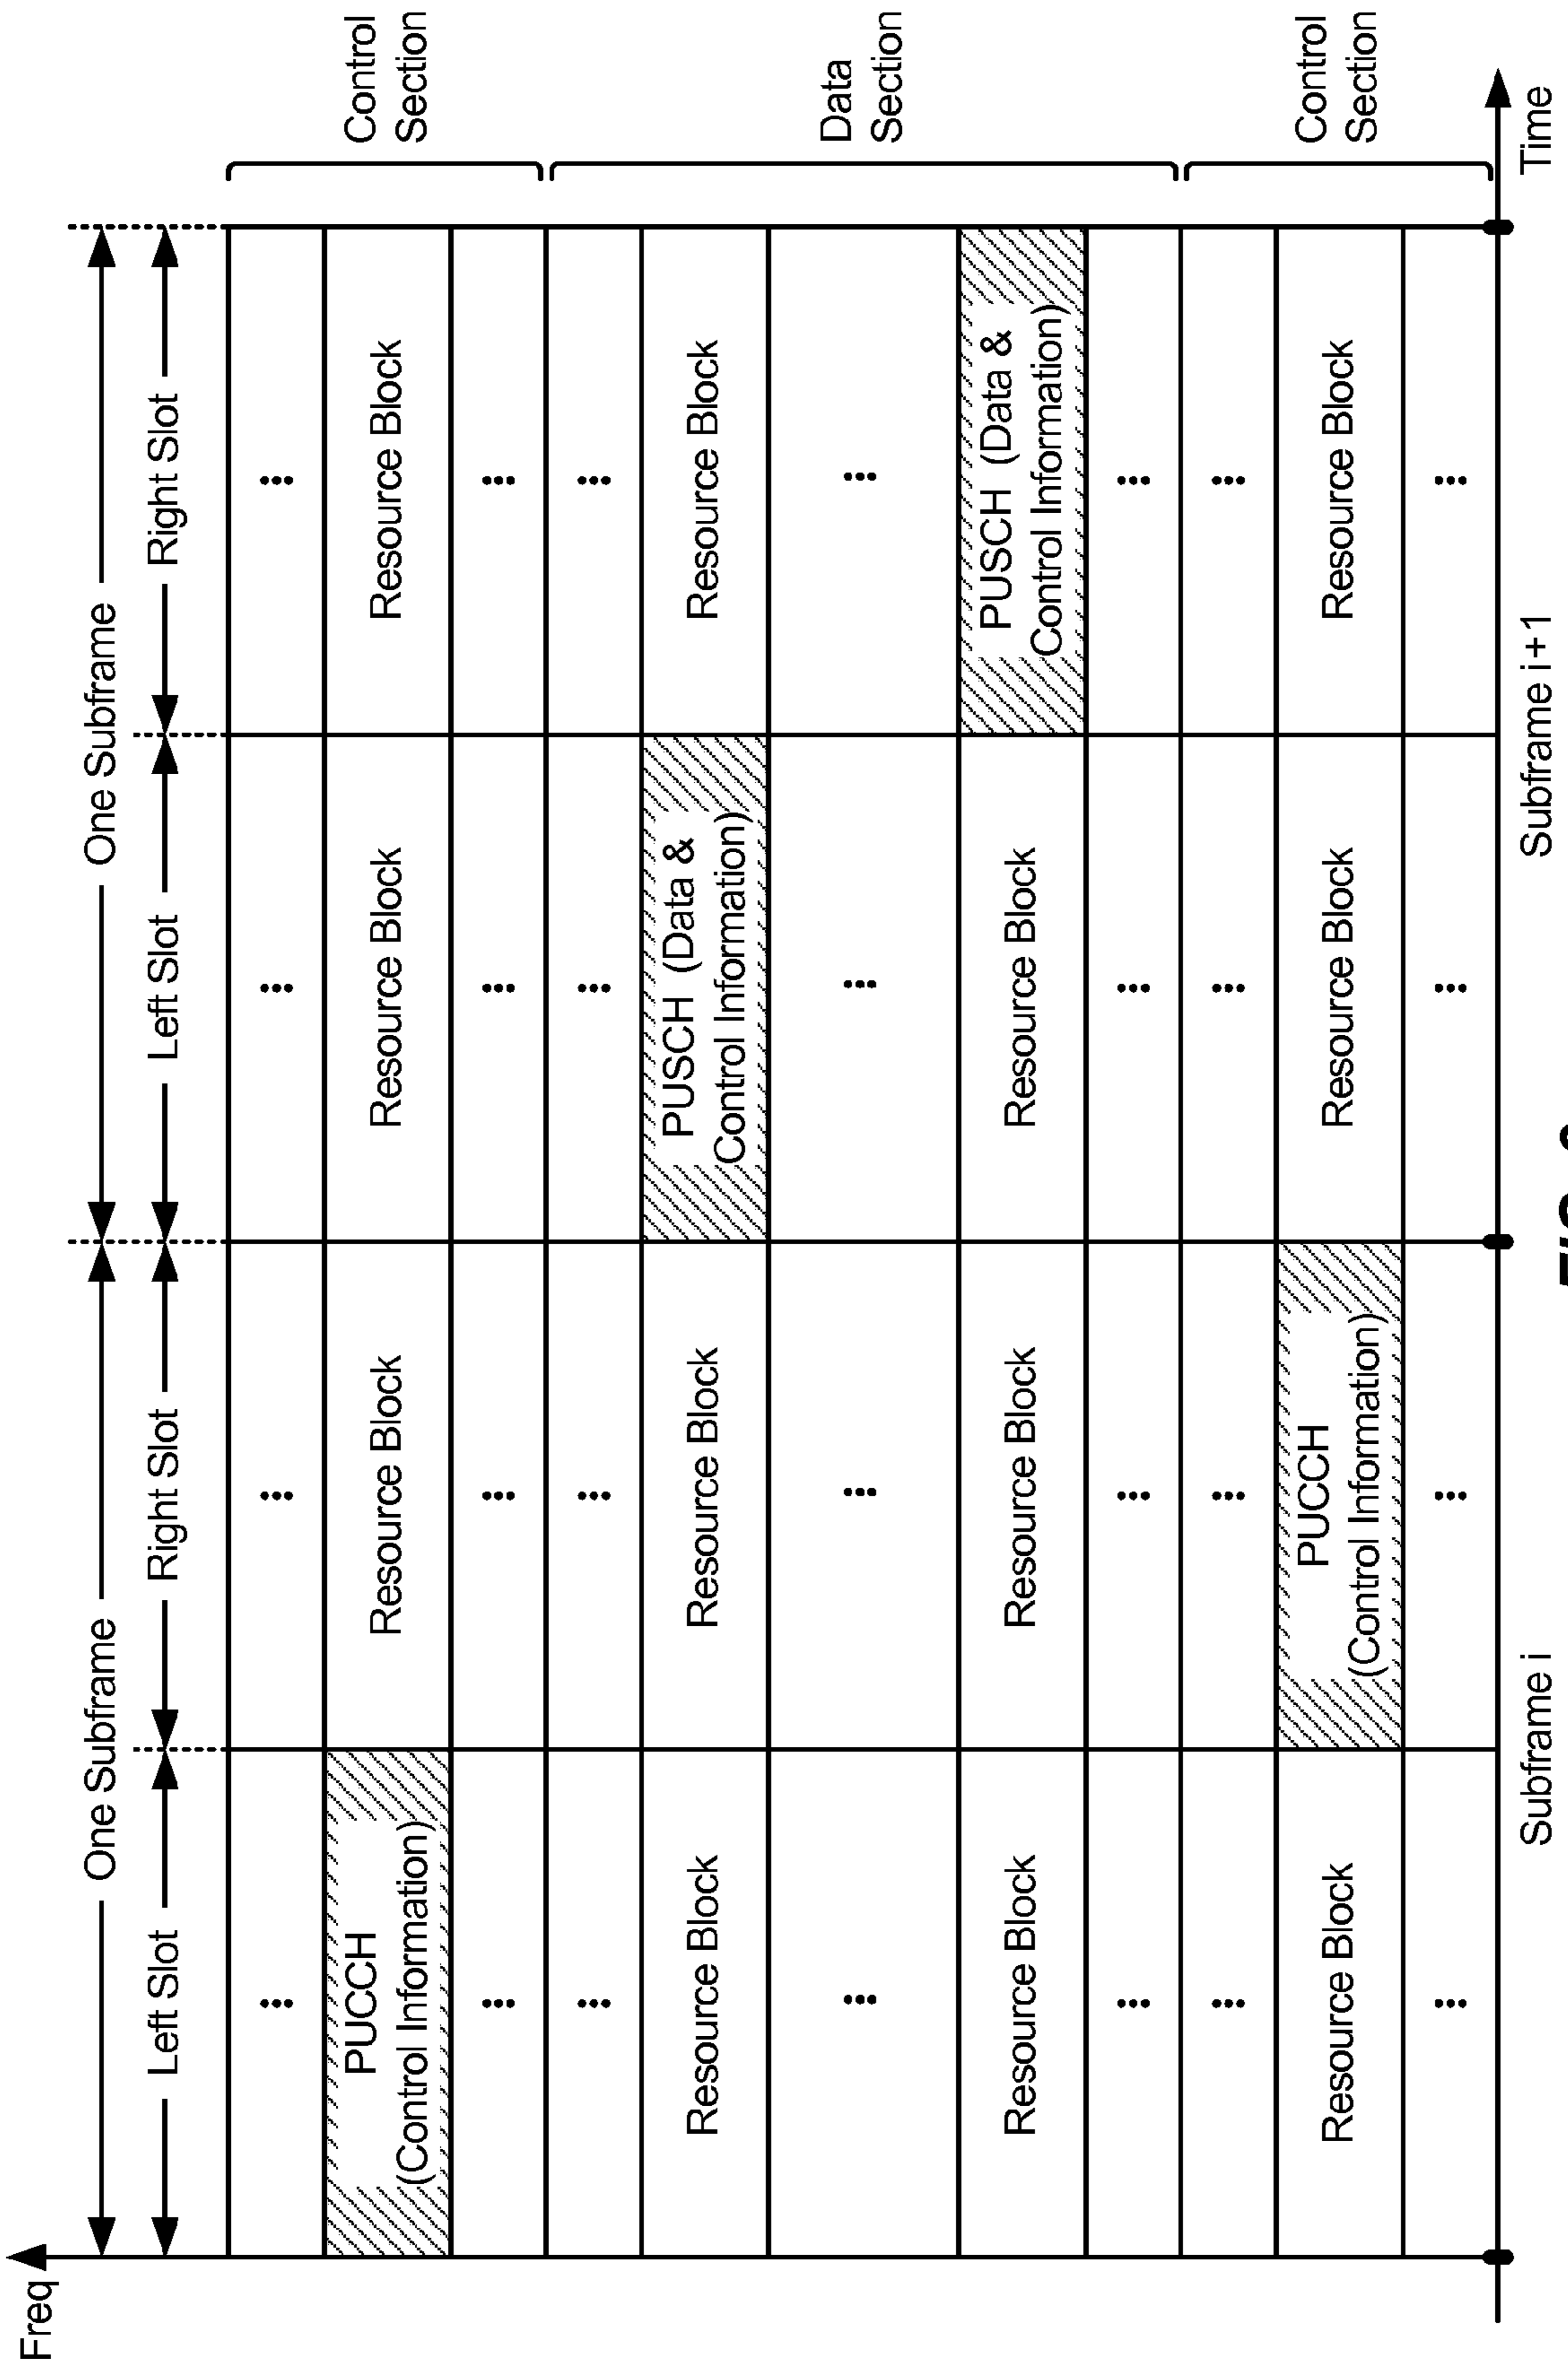 Freq
One Subframe
One Subframe
Left Slot
Right Slot
Left Slot
Right Slot
...
...
...
...
PUCCH
(Control Information)
Resource Block
Resource Block
Resource Block
Control
Section
...
...
...
...
...
...
...
...
Resource Block
Resource Block
PUSCH (Data &
Control Information)
Resource Block
...
...
...
...
Data
Section
Resource Block
Resource Block
Resource Block
PUSCH (Data &
Control Information)
...
...
...
...
...
...
...
...
Resource Block
PUCCH
(Control Information)
Resource Block
Resource Block
Control
Section
...
...
...
...
Subframe i
Subframe i+1
Time